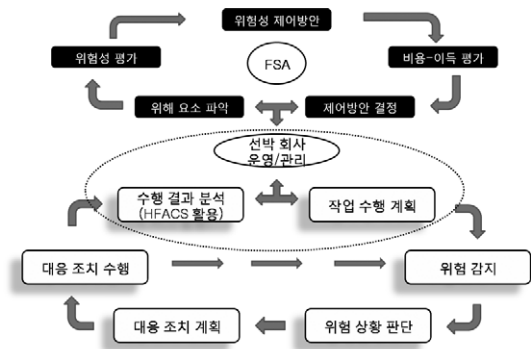 위험성 제어방안
위험성 평가
FSA
비용-이득 평가
위해 요소 파악
제어방안 결정
선박 회사
운영/관리
수행 결과 분석
(HFACS 활용)
작업 수행 계획
대응 조치 수행
위험 감지
대응 조치 계획
위험 상황 판단